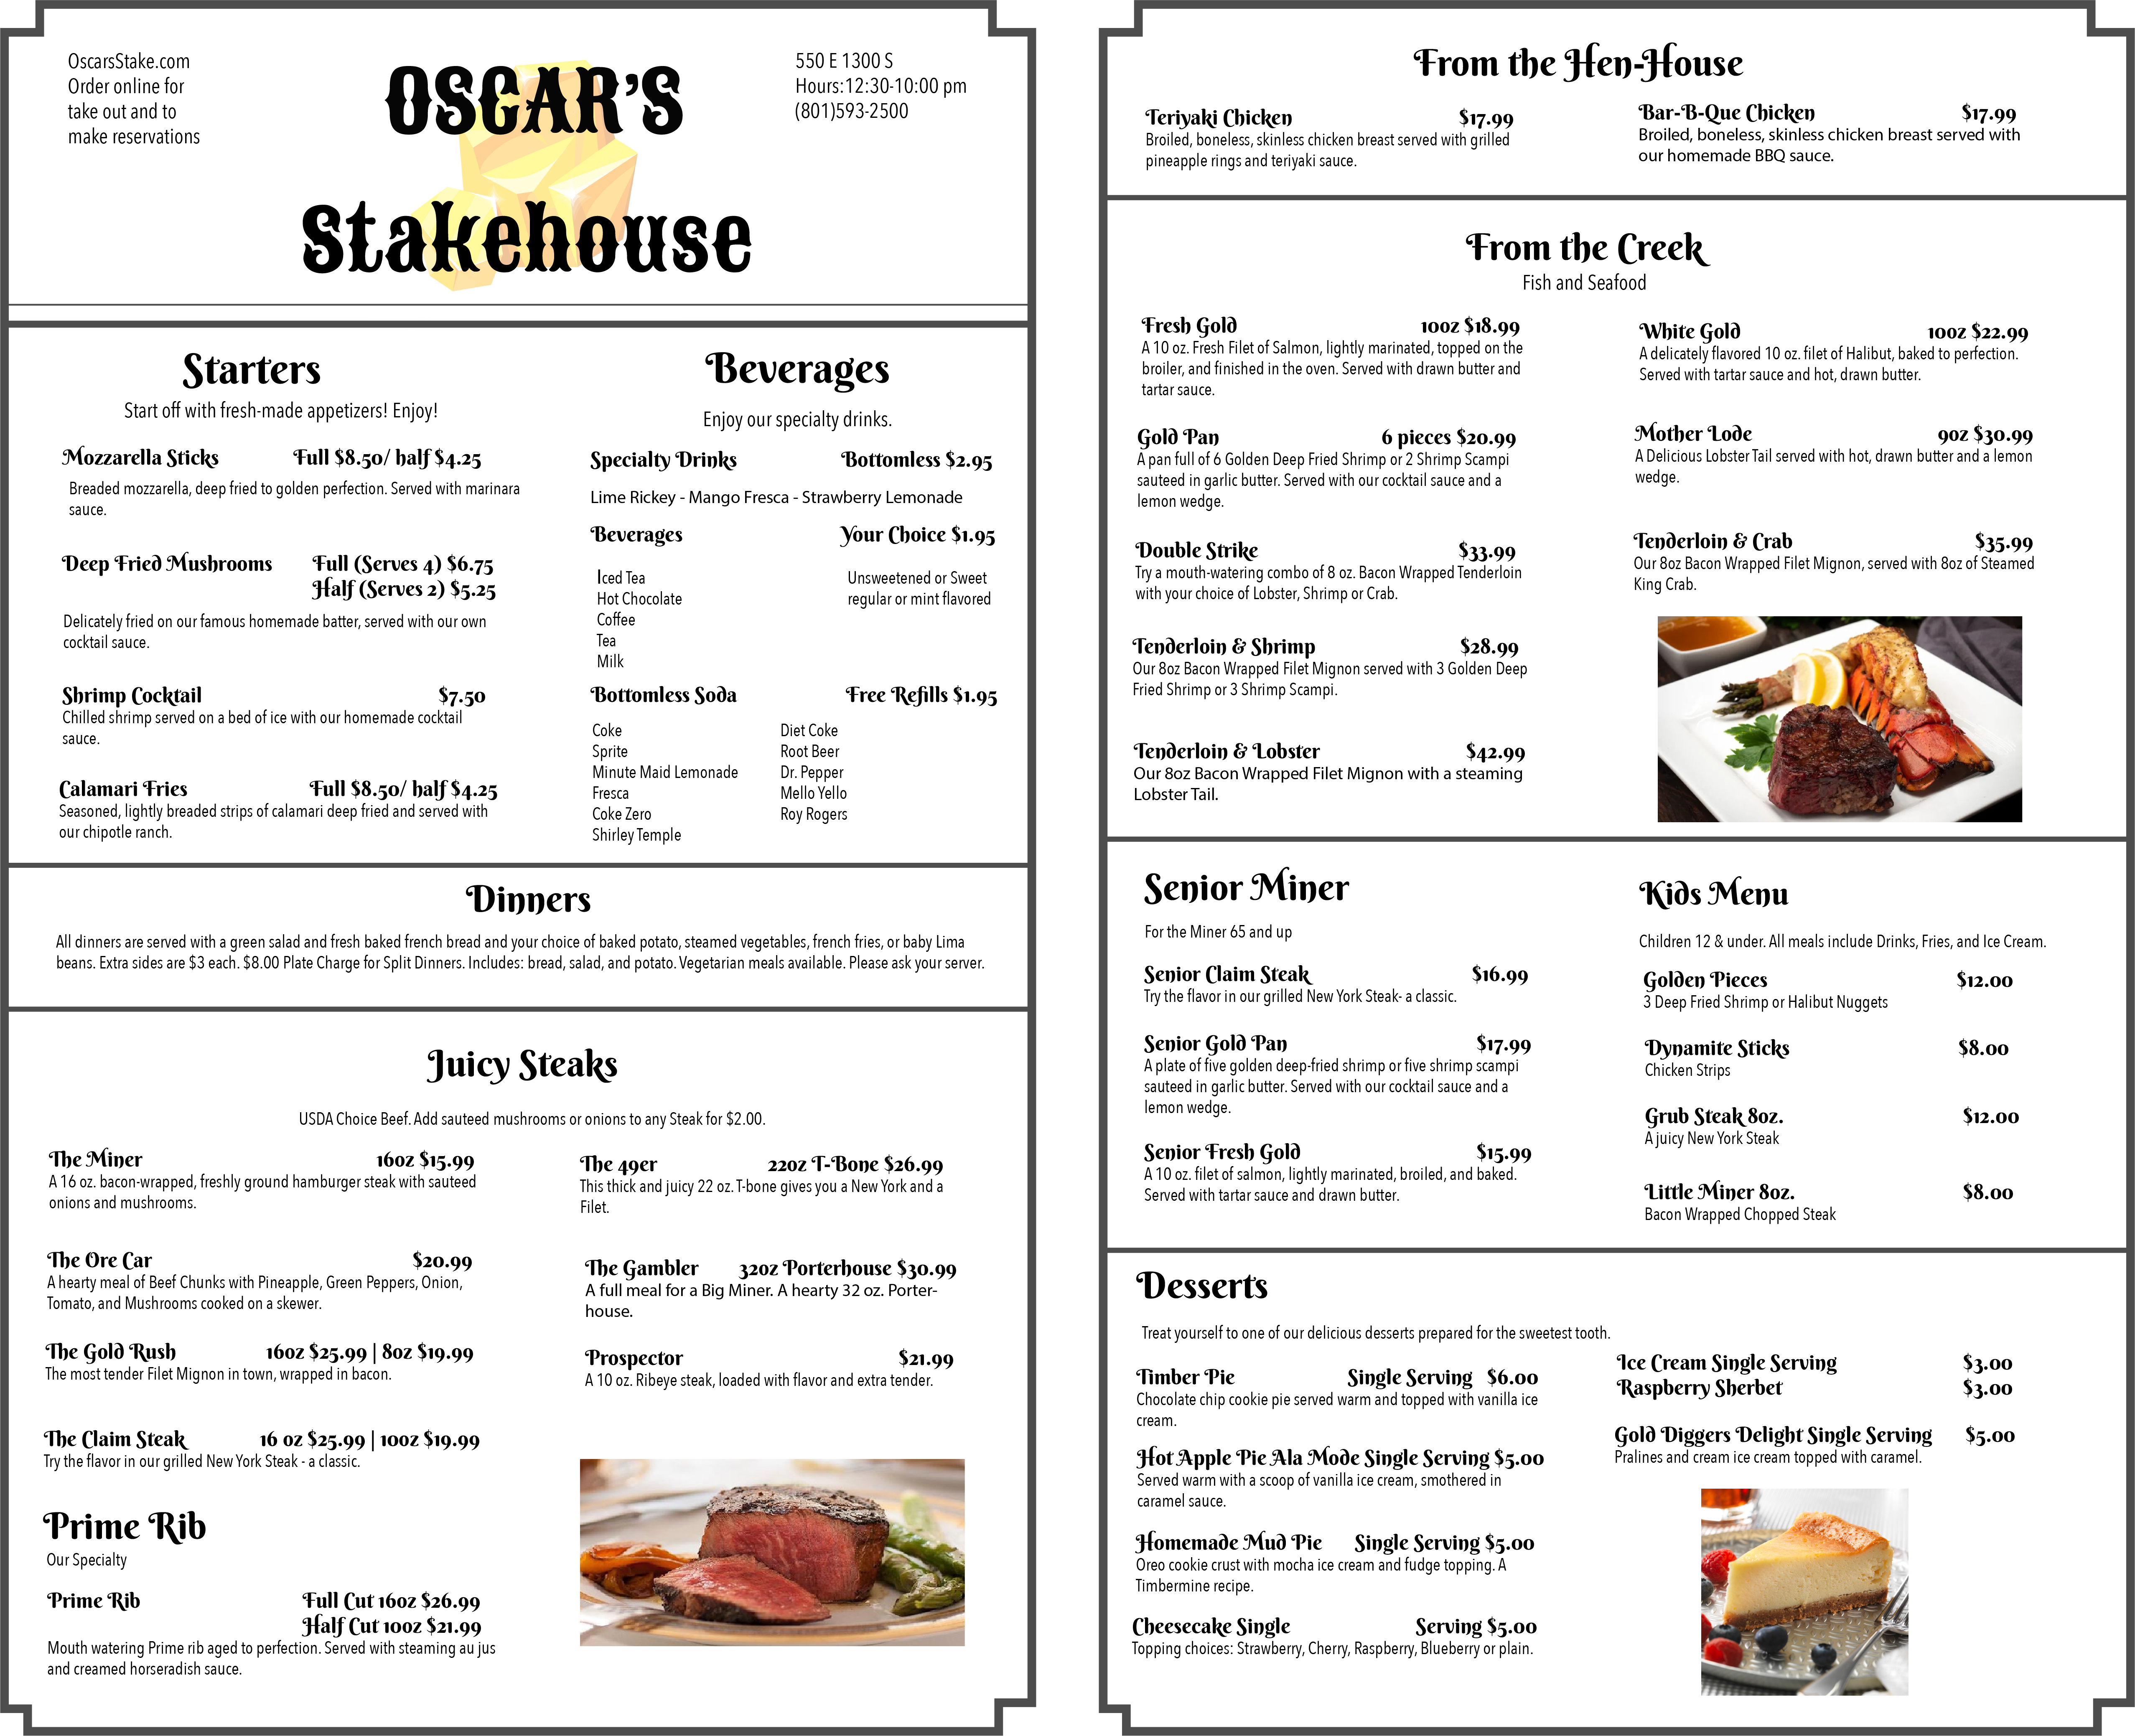 OscarsStake.com
Order online for
take out and to
make reservations
OSCAR'S
Stakehouse
550 E 1300 S
Hours:12:30-10:00 pm
(801)593-2500
Starters
Start off with fresh-made appetizers! Enjoy!
Mozzarella Sticks Full $8.50/ half $4.25
Breaded mozzarella, deep fried to golden perfection. Served with marinara
sauce.
Deep Fried Mushrooms Full (Serves 4) $6.75
Half (Serves 2) $5.25
Delicately fried on our famous homemade batter, served with our own
cocktail sauce.
Shrimp Cocktail $7.50
Chilled shrimp served on a bed of ice with our homemade cocktail
sauce.
Calamari Fries Full $8.50/ half $4.25
Seasoned, lightly breaded strips of calamari deep fried and served with
our chipotle ranch.
Beverages
Enjoy our specialty drinks.
Specialty Drinks Bottomless $2.95
Lime Rickey - Mango Fresca - Strawberry Lemonade
Beverages Your Choice $1.95
Iced Tea Unsweetened or Sweet
Hot Chocolate regular or mint flavored
Coffee
Tea
Milk
Bottomless Soda Free Refills $1.95
Coke Diet Coke
Sprite Root Beer
Minute Maid Lemonade Dr. Pepper
Fresca Mello Yello
Coke Zero Roy Rogers
Shirley Temple
Dinners
All dinners are served with a green salad and fresh baked french bread and your choice of baked potato, steamed vegetables, french fries, or baby Lima
beans. Extra sides are $3 each. $8.00 Plate Charge for Split Dinners. Includes: bread, salad, and potato. Vegetarian meals available. Please ask your server.
Juicy Steaks
USDA Choice Beef. Add sauteed mushrooms or onions to any Steak for $2.00.
The Miner 16oz $15.99
A 16 oz. bacon-wrapped, freshly ground hamburger steak with sauteed
onions and mushrooms.
The Ore Car $20.99
A hearty meal of Beef Chunks with Pineapple, Green Peppers, Onion,
Tomato, and Mushrooms cooked on a skewer.
The Gold Rush 16oz $25.99 | 8oz $19.99
The most tender Filet Mignon in town, wrapped in bacon.
The Claim Steak 16 oz $25.99 | 10oz $19.99
Try the flavor in our grilled New York Steak - a classic.
The 49er 22oz T-Bone $26.99
This thick and juicy 22 oz. T-bone gives you a New York and a
Filet.
The Gambler 32oz Porterhouse $30.99
A full meal for a Big Miner. A hearty 32 oz. Porter-
house.
Prospector $21.99
A 10 oz. Ribeye steak, loaded with flavor and extra tender.
Prime Rib
Our Specialty
Prime Rib Full Cut 16oz $26.99
Half Cut 10oz $21.99
Mouth watering Prime rib aged to perfection. Served with steaming au jus
and creamed horseradish sauce.
From the Hen-House
Teriyaki Chicken $17.99
Broiled, boneless, skinless chicken breast served with grilled
pineapple rings and teriyaki sauce.
Bar-B-Que Chicken $17.99
Broiled, boneless, skinless chicken breast served with
our homemade BBQ sauce.
From the Creek
Fish and Seafood
Fresh Gold 10oz $18.99
A 10 oz. Fresh Filet of Salmon, lightly marinated, topped on the
broiler, and finished in the oven. Served with drawn butter and
tartar sauce.
Gold Pan 6 pieces $20.99
A pan full of 6 Golden Deep Fried Shrimp or 2 Shrimp Scampi
sauteed in garlic butter. Served with our cocktail sauce and a
lemon wedge.
Double Strike $33.99
Try a mouth-watering combo of 8 oz. Bacon Wrapped Tenderloin
with your choice of Lobster, Shrimp or Crab.
Tenderloin & Shrimp $28.99
Our 8oz Bacon Wrapped Filet Mignon served with 3 Golden Deep
Fried Shrimp or 3 Shrimp Scampi.
Tenderloin & Lobster $42.99
Our 8oz Bacon Wrapped Filet Mignon with a steaming
Lobster Tail.
White Gold 10oz $22.99
A delicately flavored 10 oz. filet of Halibut, baked to perfection.
Served with tartar sauce and hot, drawn butter.
Mother Lode 9oz $30.99
A Delicious Lobster Tail served with hot, drawn butter and a lemon
wedge.
Tenderloin & Crab $35.99
Our 8oz Bacon Wrapped Filet Mignon, served with 8oz of Steamed
King Crab.
Senior Miner
For the Miner 65 and up
Senior Claim Steak $16.99
Try the flavor in our grilled New York Steak- a classic.
Senior Gold Pan $17.99
A plate of five golden deep-fried shrimp or five shrimp scampi
sauteed in garlic butter. Served with our cocktail sauce and a
lemon wedge.
Senior Fresh Gold $15.99
A 10 oz. filet of salmon, lightly marinated, broiled, and baked.
Served with tartar sauce and drawn butter.
Kids Menu
Children 12 & under. All meals include Drinks, Fries, and Ice Cream.
Golden Pieces $12.00
3 Deep Fried Shrimp or Halibut Nuggets
Dynamite Sticks $8.00
Chicken Strips
Grub Steak 8oz. $12.00
A juicy New York Steak
Little Miner 8oz. $8.00
Bacon Wrapped Chopped Steak
Desserts
Treat yourself to one of our delicious desserts prepared for the sweetest tooth.
Timber Pie Single Serving $6.00
Chocolate chip cookie pie served warm and topped with vanilla ice
cream.
Hot Apple Pie Ala Mode Single Serving $5.00
Served warm with a scoop of vanilla ice cream, smothered in
caramel sauce.
Homemade Mud Pie Single Serving $5.00
Oreo cookie crust with mocha ice cream and fudge topping. A
Timbermine recipe.
Cheesecake Single Serving $5.00
Topping choices: Strawberry, Cherry, Raspberry, Blueberry or plain.
Ice Cream Single Serving $3.00
Raspberry Sherbet $3.00
Gold Diggers Delight Single Serving $5.00
Pralines and cream ice cream topped with caramel.